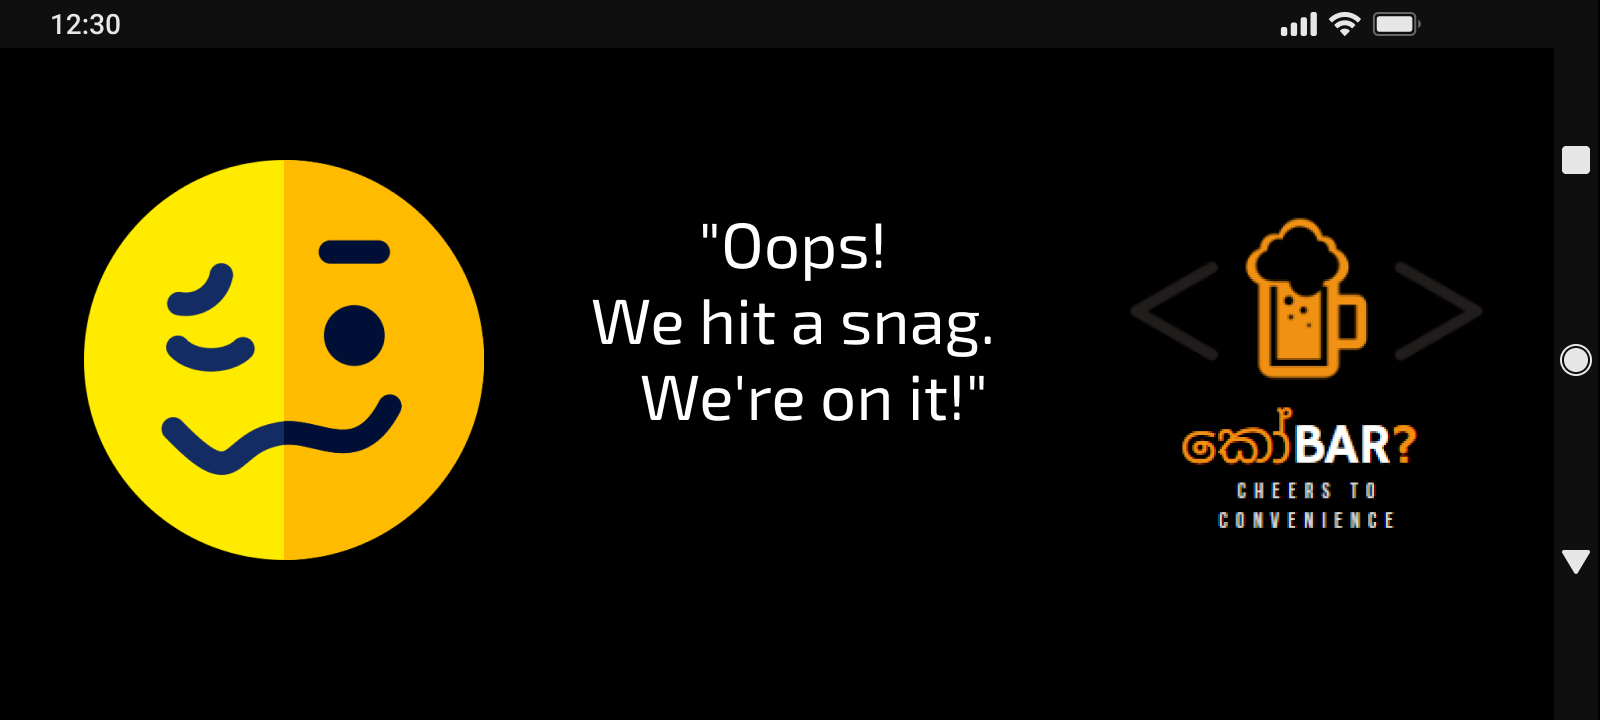 12:30
"Oops!
We hit a snag.
We're on it!"
කෝBAR?
CHEERS TO
CONVENIENCE